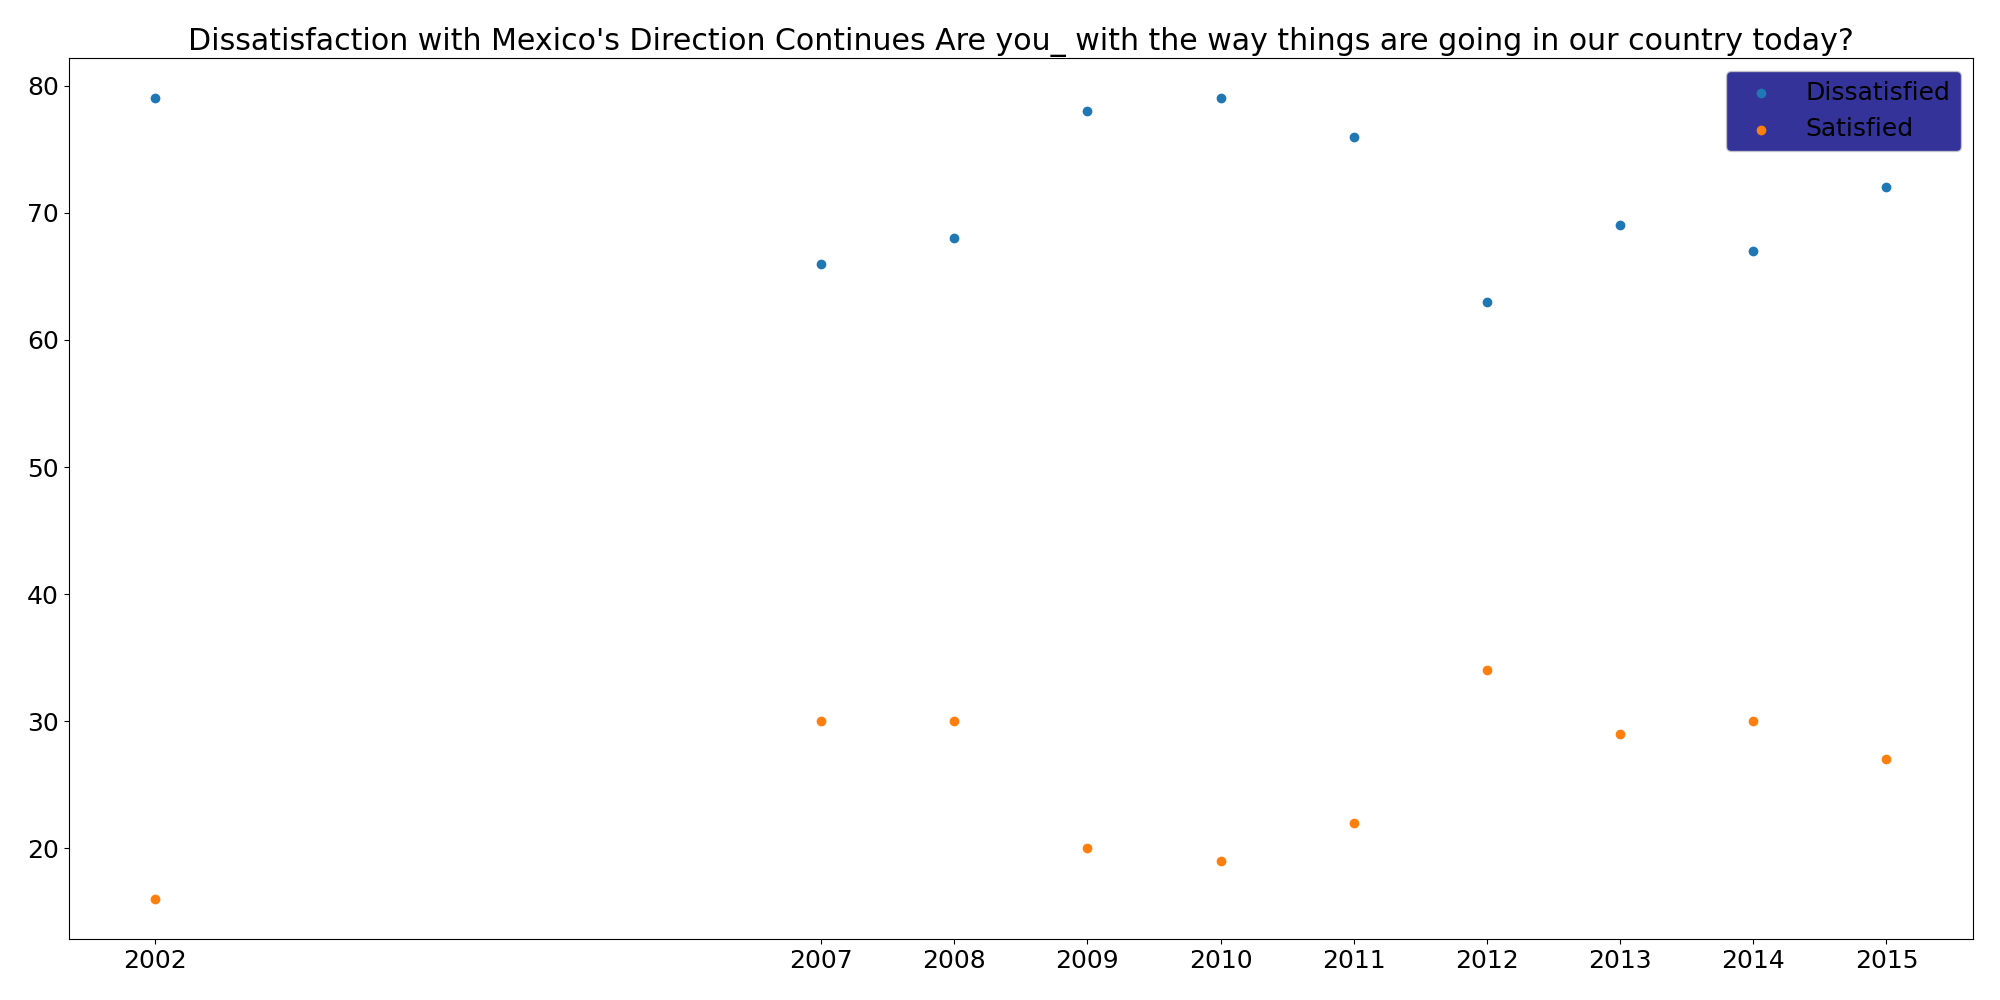 Dissatisfaction with Mexico's Direction Continues Are you_ with the way things are going in our country today?
Dissatisfied
Satisfied
80
70
60
50
40
30
20
2002 2007 2008 2009 2010 2011 2012 2013 2014 2015